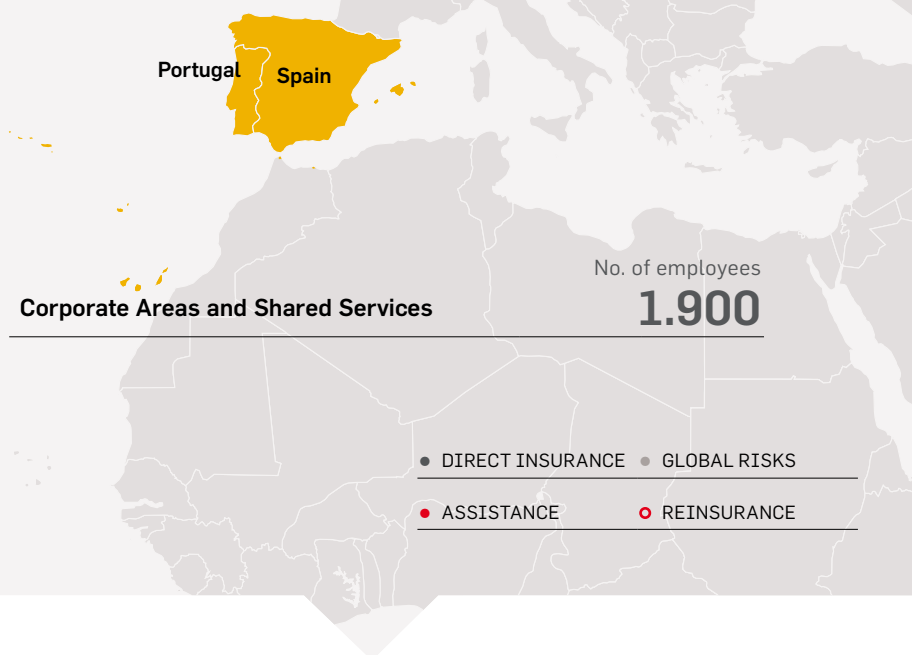 Portugal
Spain
No. of employees
Corporate Areas and Shared Services
1.900
DIRECT INSURANCE
GLOBAL RISKS
ASSISTANCE
REINSURANCE